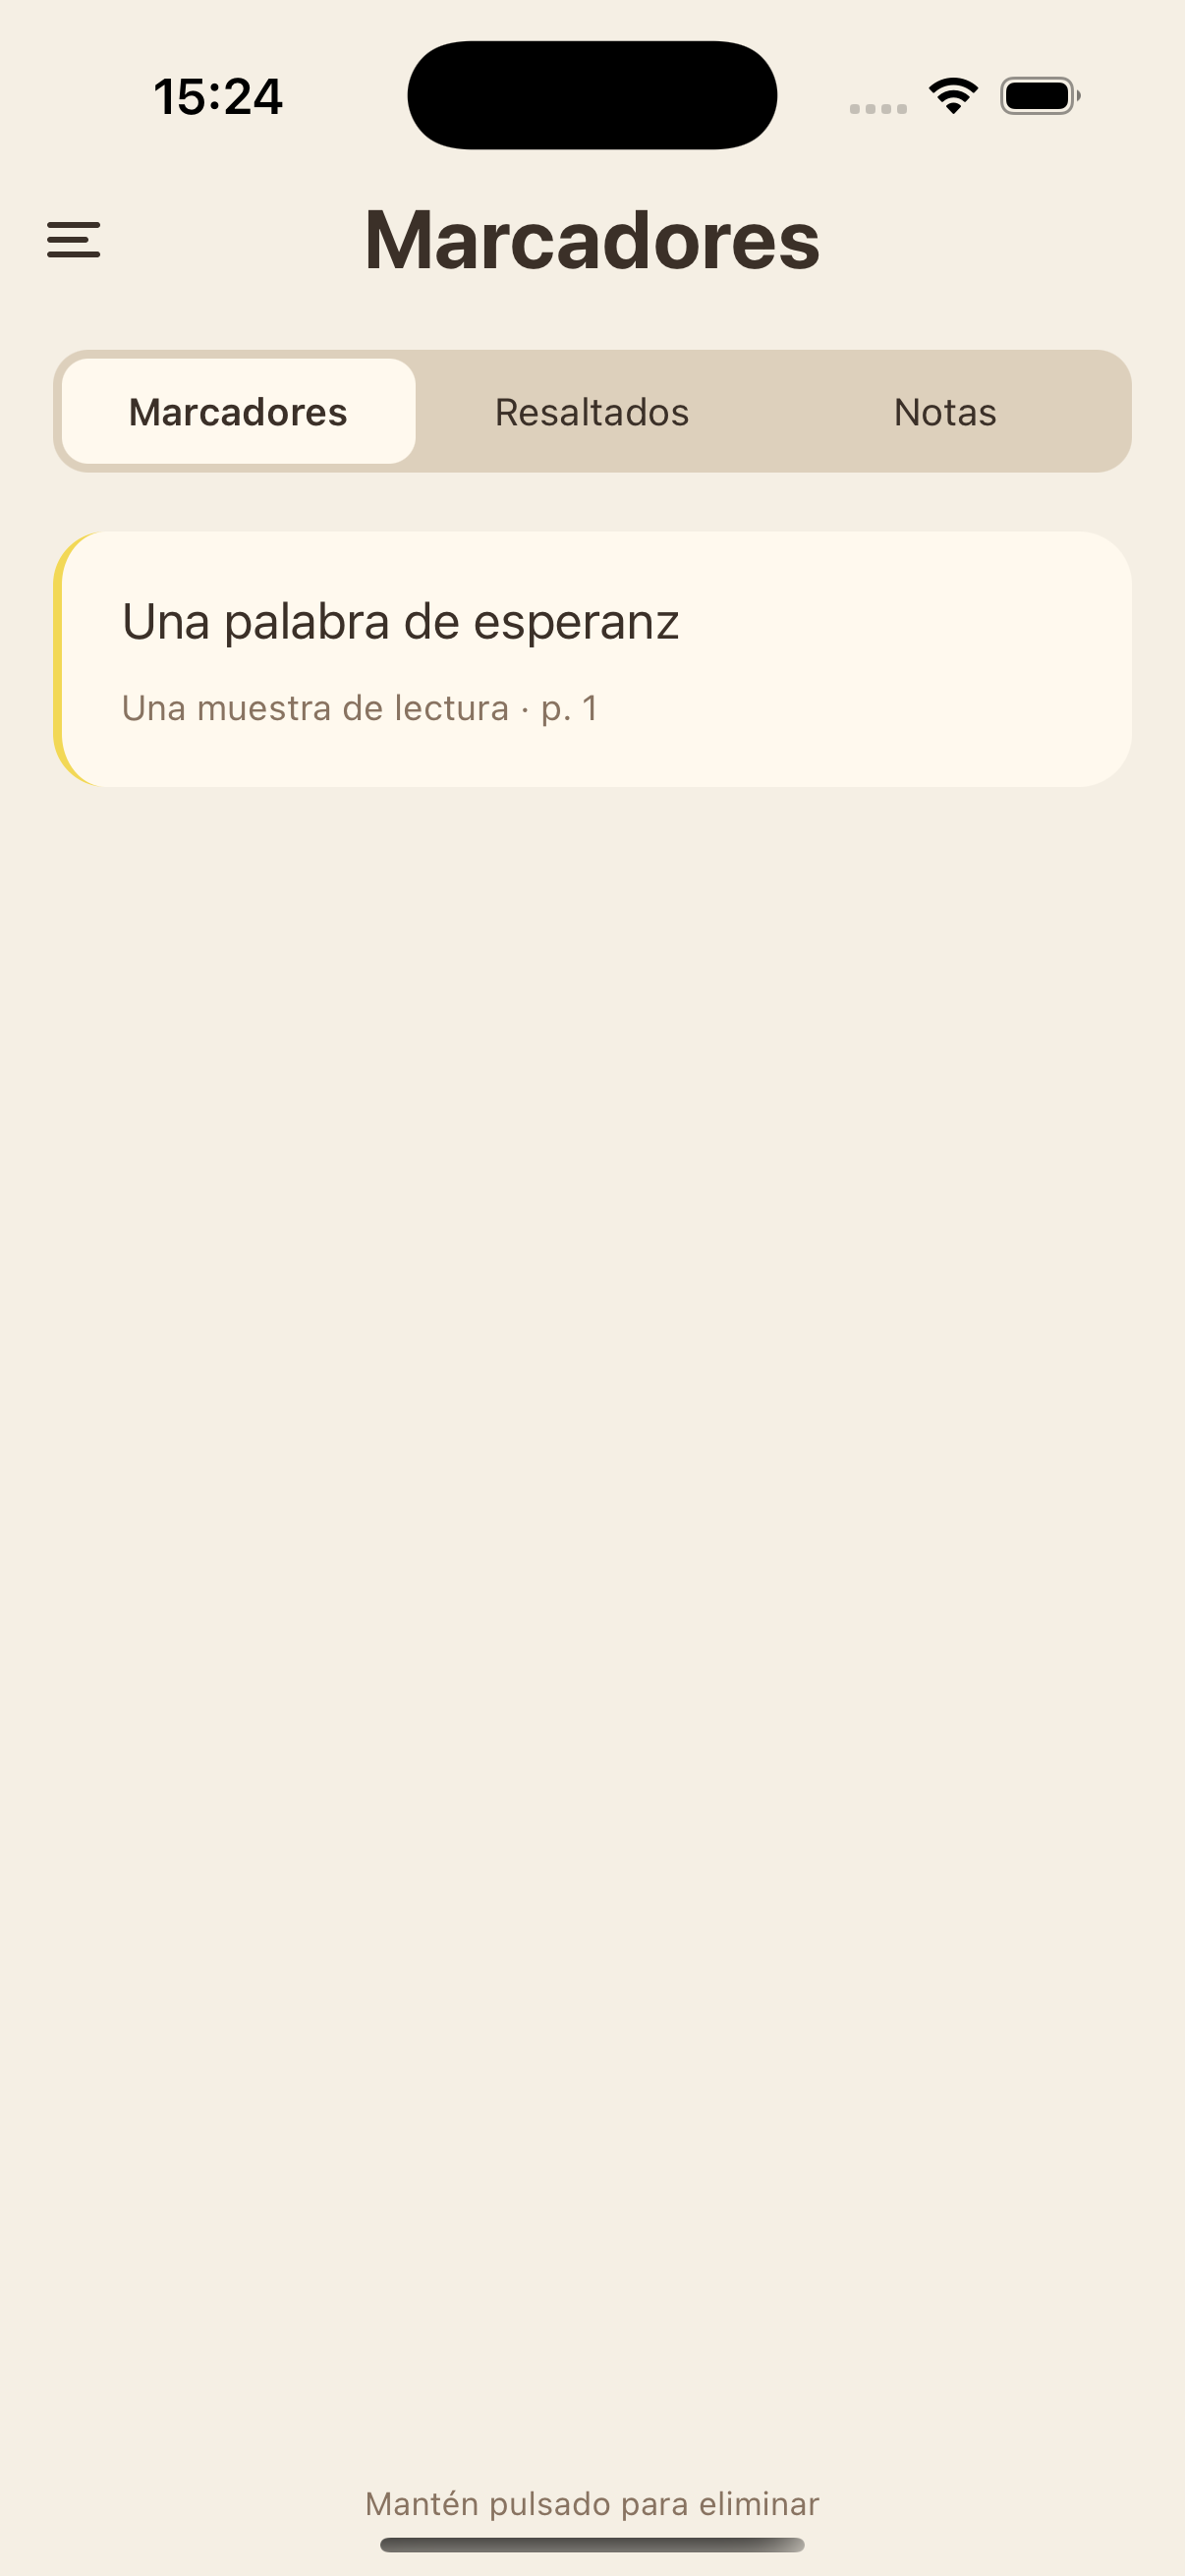 15:24
Marcadores
Marcadores Resaltados Notas
Una palabra de esperanz
Una muestra de lectura · p. 1
Mantén pulsado para eliminar